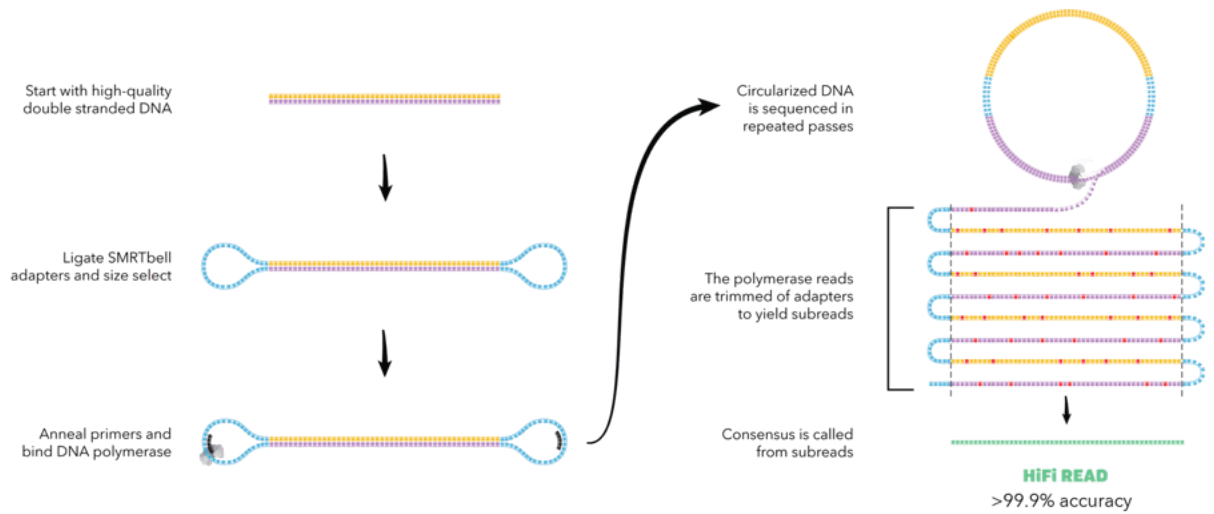 Start with high-quality
double stranded DNA
Ligate SMRTbell
adapters and size select
Anneal primers and
bind DNA polymerase
Circularized DNA
is sequenced in
repeated passes
The polymerase reads
are trimmed of adapters
to yield subreads
Consensus is called
from subreads
HiFi READ
>99.9% accuracy